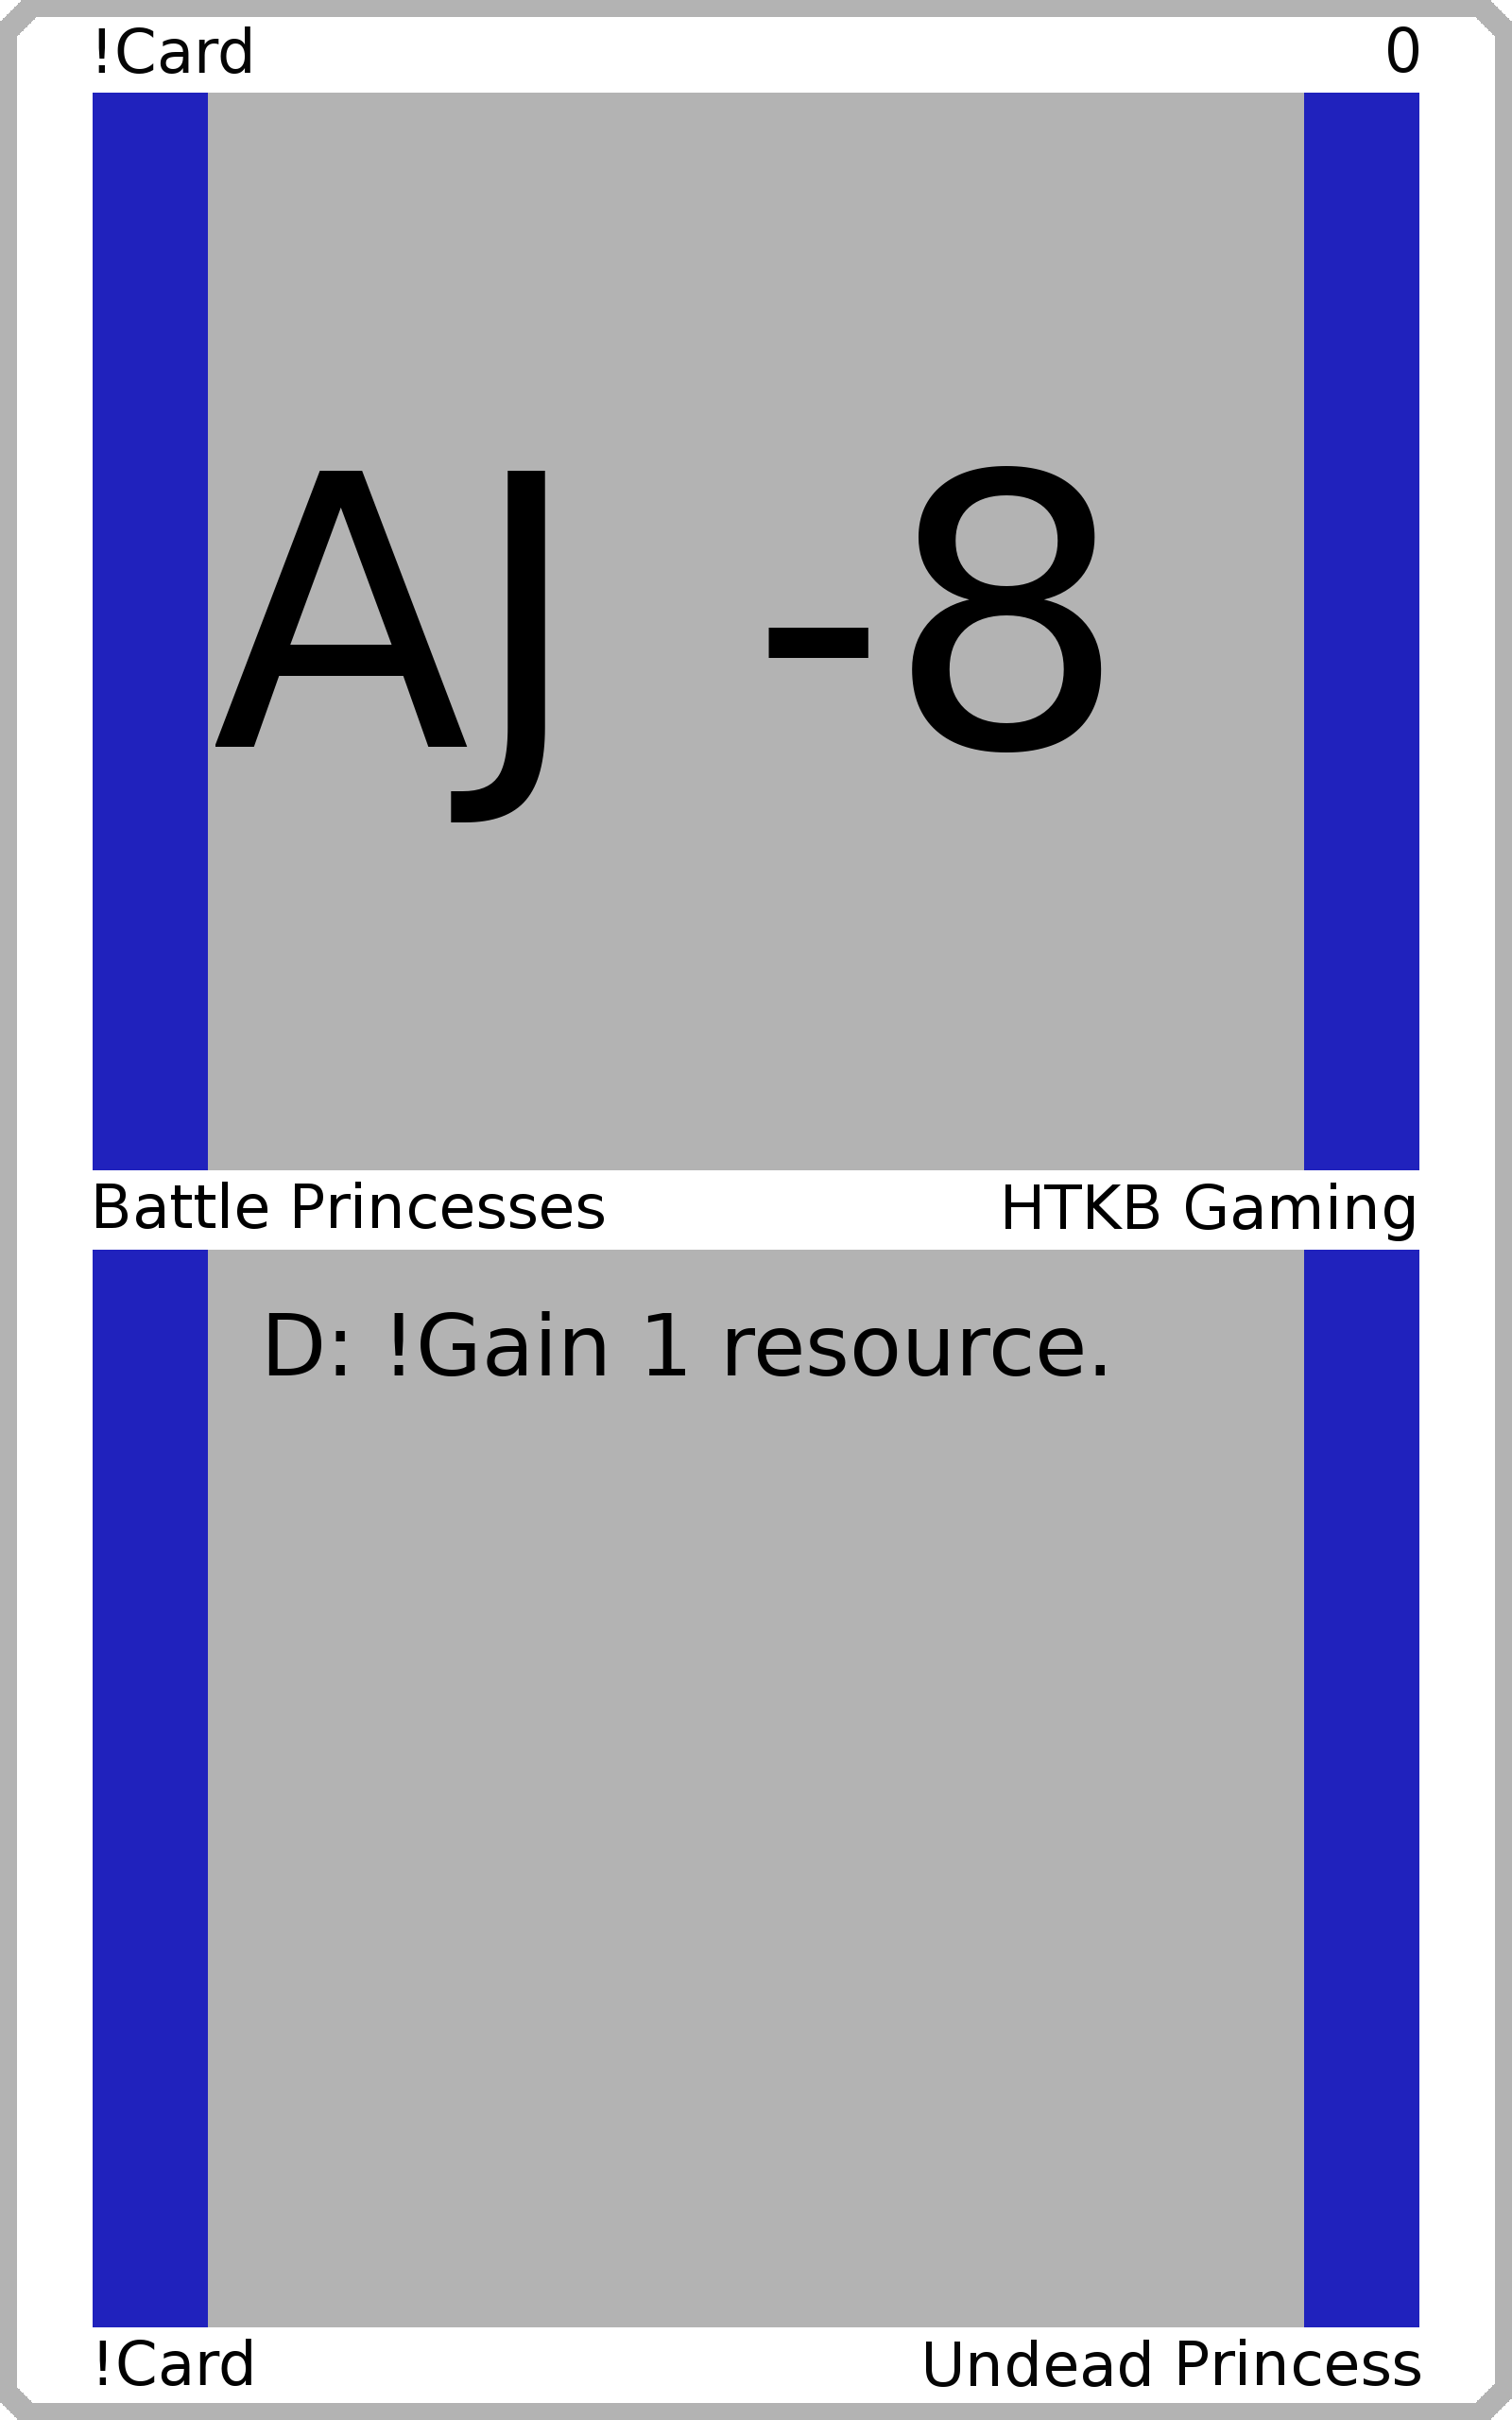 !Card 0
AJ -8
Battle Princesses HTKB Gaming
D: !Gain 1 resource.
!Card Undead Princess